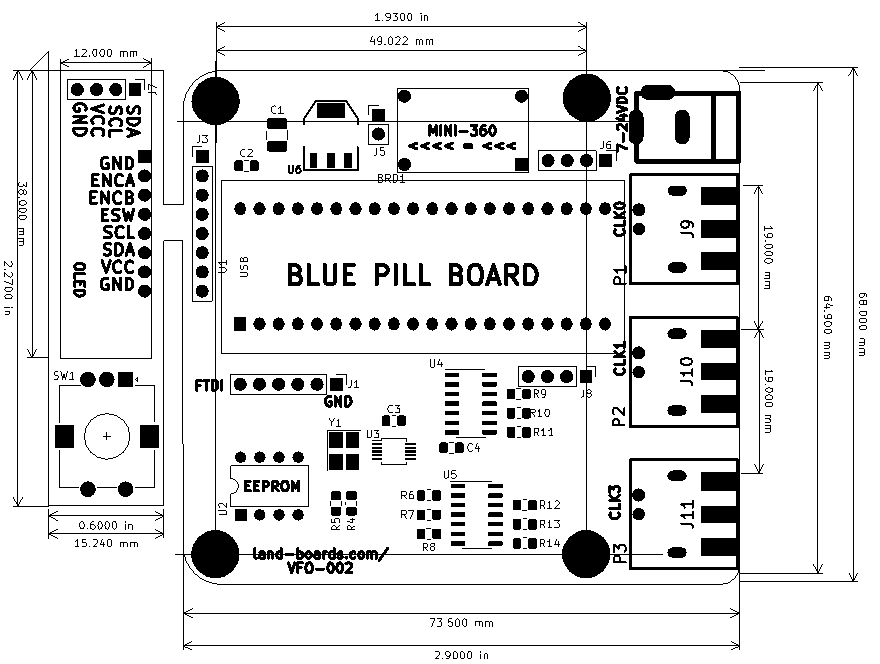 1.9300 in
49.022 mm
12.000 mm
J7
GND
VCC
SCL
SDA
38.000 mm
2.2700 in
GND
ENCA
ENCB
ESW
SCL
SDA
VCC
GND
OLED
J3
C1
C2
U6
J5
MINI-360
<<<< - <<<<
BRD1
J6
7-24VDC
U1
USB
BLUE PILL BOARD
CLK0
J9
P1
19.000 mm
64.900 mm
68.000 mm
CLK1
J10
P2
19.000 mm
CLK3
J11
P3
SW1
FTDI
J1
GND
U4
J8
R9
R10
R11
C3
Y1
U3
C4
U5
EEPROM
U2
R5
R4
R6
R7
R8
R12
R13
R14
0.6000 in
15.240 mm
land-boards.com/
VFO-002
73.500 mm
2.9000 in